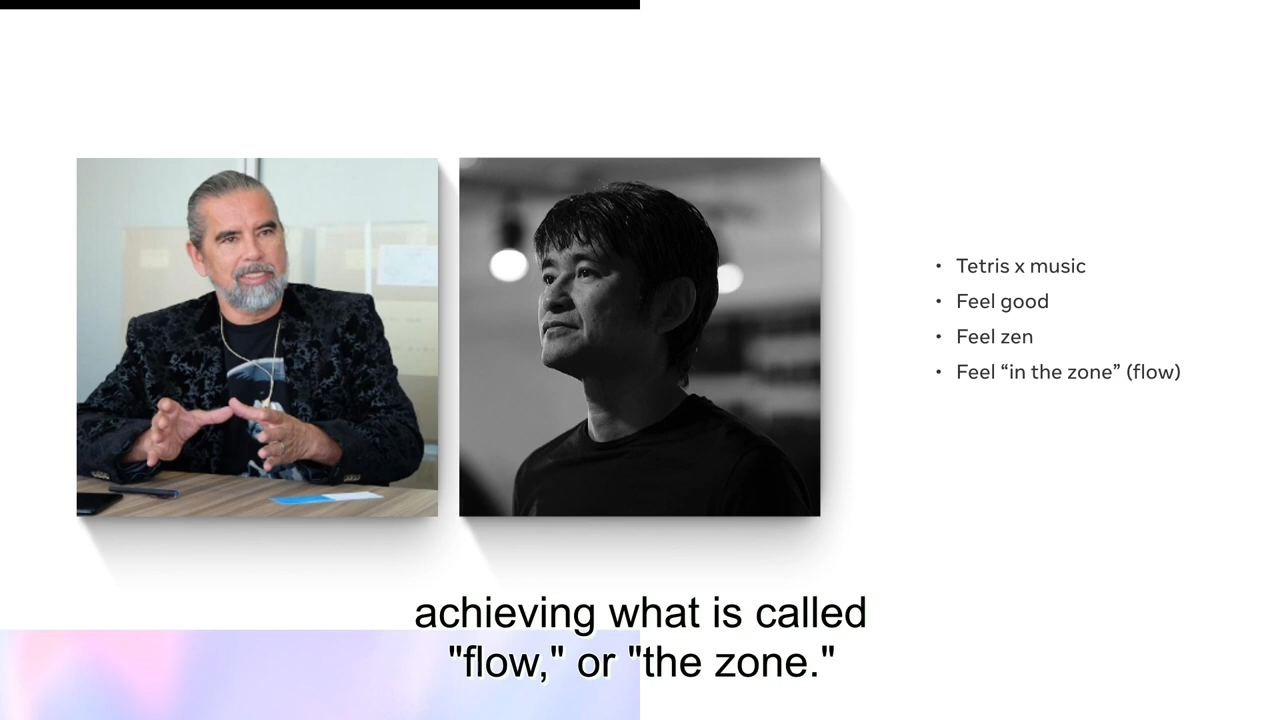 • Tetris x music
• Feel good
• Feel zen
• Feel “in the zone” (flow)
achieving what is called
"flow," or "the zone."